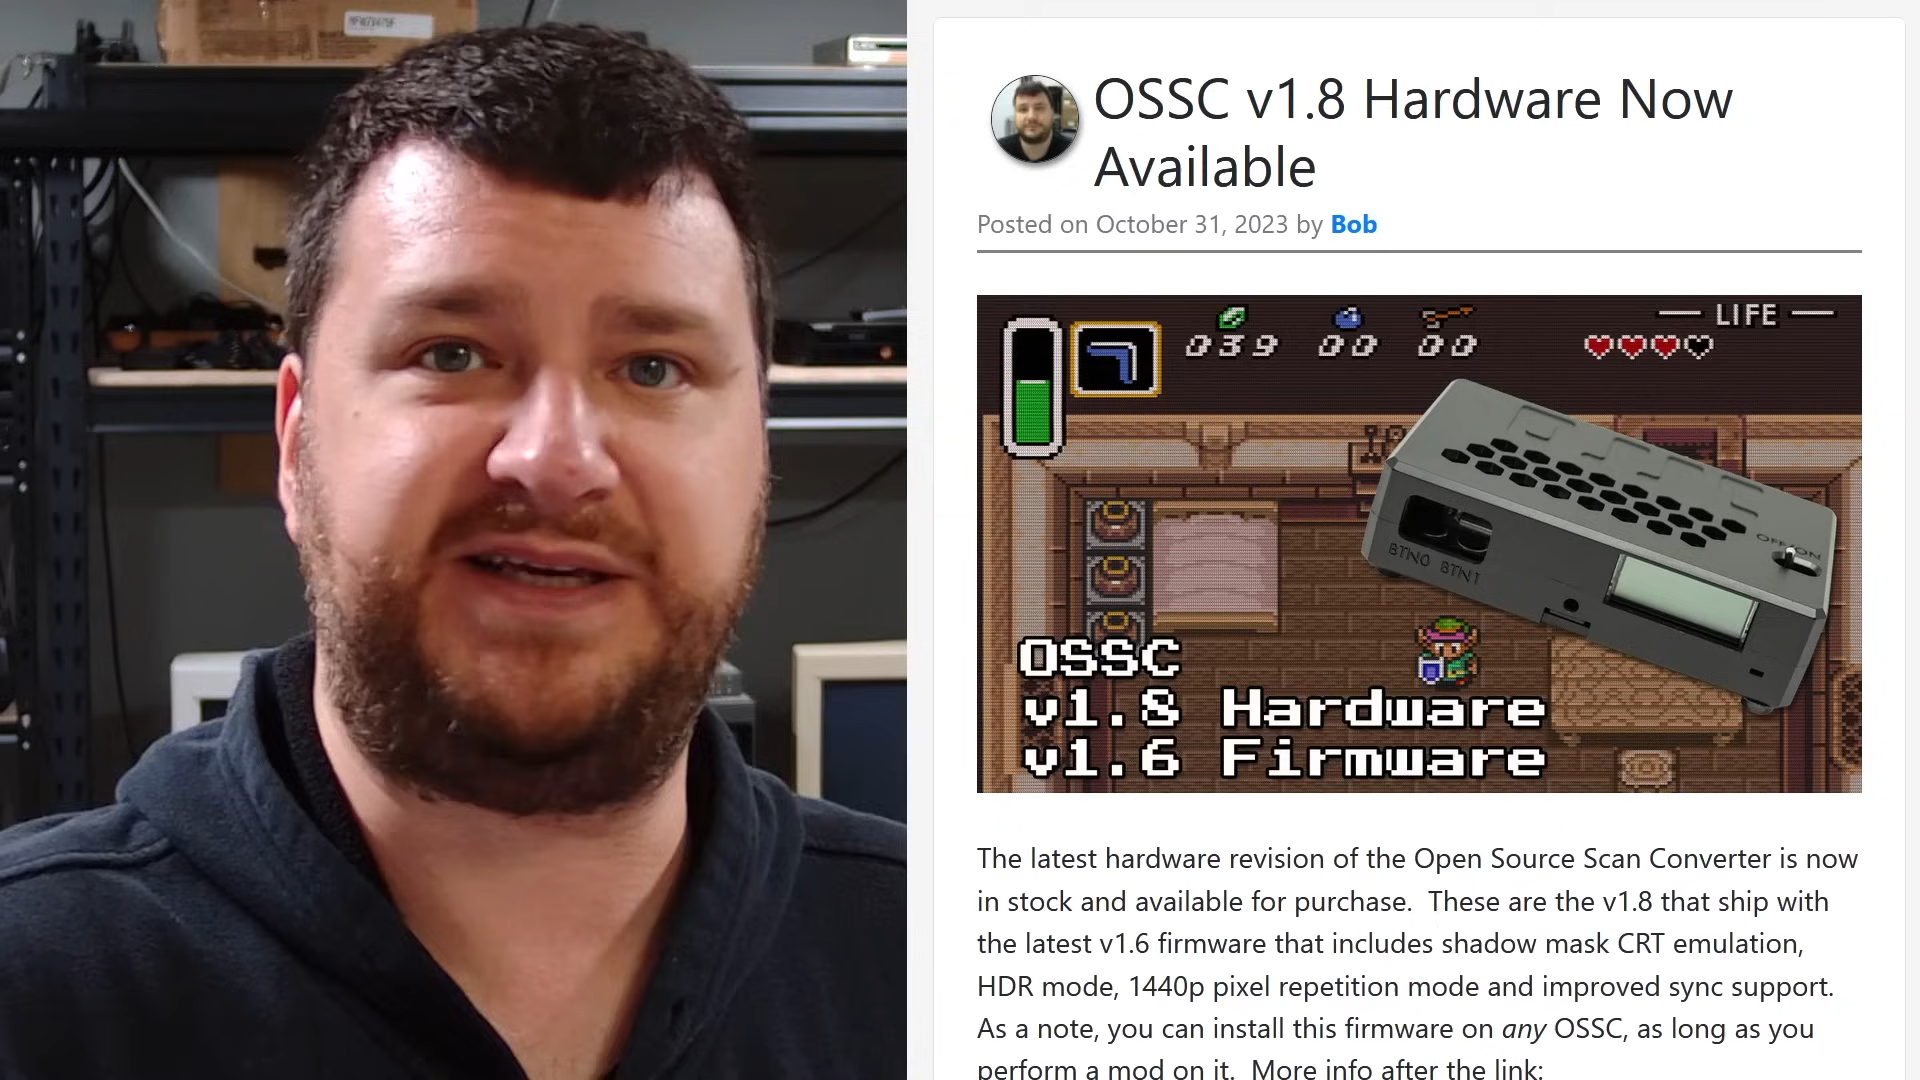 OSSC v1.8 Hardware Now
Available
Posted on October 31, 2023 by Bob
LIFE
039 00 00
BTN0 BTN1
OFF/ON
OSSC
v1.8 Hardware
v1.6 Firmware
The latest hardware revision of the Open Source Scan Converter is now
in stock and available for purchase.  These are the v1.8 that ship with
the latest v1.6 firmware that includes shadow mask CRT emulation,
HDR mode, 1440p pixel repetition mode and improved sync support.
As a note, you can install this firmware on any OSSC, as long as you
perform a mod on it.  More info after the link: